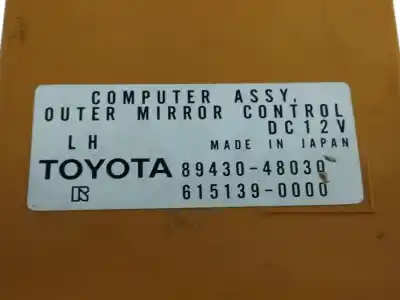 COMPUTER ASSY,
OUTER MIRROR CONTROL
DC12V
LH MADE IN JAPAN
TOYOTA 89430-48030
R 615139-0000